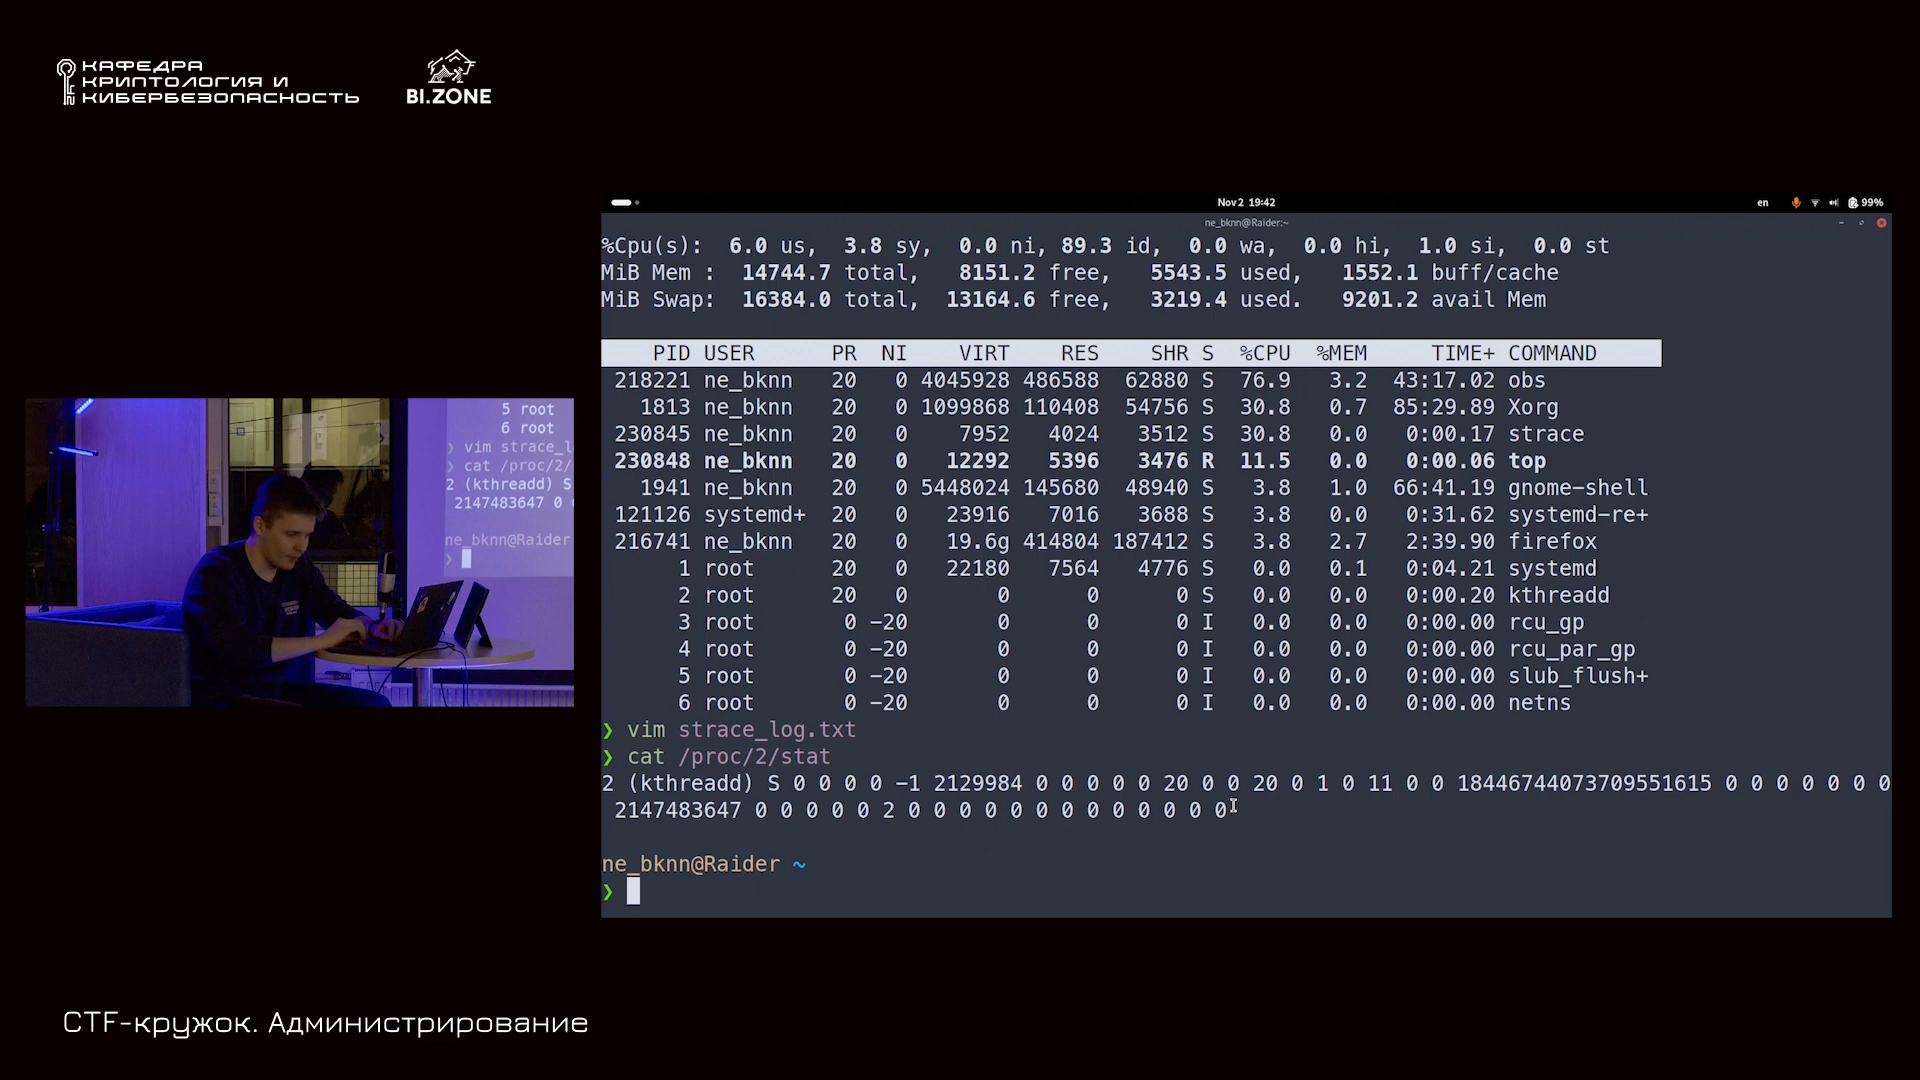 КАФЕДРА
КРИПТОЛОГИЯ И
КИБЕРБЕЗОПАСНОСТЬ
BI.ZONE
Nov 2 19:42
en
99%
ne_bknn@Raider:~
%Cpu(s): 6.0 us, 3.8 sy, 0.0 ni, 89.3 id, 0.0 wa, 0.0 hi, 1.0 si, 0.0 st
MiB Mem : 14744.7 total, 8151.2 free, 5543.5 used, 1552.1 buff/cache
MiB Swap: 16384.0 total, 13164.6 free, 3219.4 used. 9201.2 avail Mem
PID USER PR NI VIRT RES SHR S %CPU %MEM TIME+ COMMAND
218221 ne_bknn 20 0 4045928 486588 62880 S 76.9 3.2 43:17.02 obs
1813 ne_bknn 20 0 1099868 110408 54756 S 30.8 0.7 85:29.89 Xorg
230845 ne_bknn 20 0 7952 4024 3512 S 30.8 0.0 0:00.17 strace
230848 ne_bknn 20 0 12292 5396 3476 R 11.5 0.0 0:00.06 top
1941 ne_bknn 20 0 5448024 145680 48940 S 3.8 1.0 66:41.19 gnome-shell
121126 systemd+ 20 0 23916 7016 3688 S 3.8 0.0 0:31.62 systemd-re+
216741 ne_bknn 20 0 19.6g 414804 187412 S 3.8 2.7 2:39.90 firefox
1 root 20 0 22180 7564 4776 S 0.0 0.1 0:04.21 systemd
2 root 20 0 0 0 0 S 0.0 0.0 0:00.20 kthreadd
3 root 0 -20 0 0 0 I 0.0 0.0 0:00.00 rcu_gp
4 root 0 -20 0 0 0 I 0.0 0.0 0:00.00 rcu_par_gp
5 root 0 -20 0 0 0 I 0.0 0.0 0:00.00 slub_flush+
6 root 0 -20 0 0 0 I 0.0 0.0 0:00.00 netns
❯ vim strace_log.txt
❯ cat /proc/2/stat
2 (kthreadd) S 0 0 0 0 -1 2129984 0 0 0 0 0 20 0 0 20 0 1 0 11 0 0 18446744073709551615 0 0 0 0 0 0 0
2147483647 0 0 0 0 0 2 0 0 0 0 0 0 0 0 0 0 0 0 0
ne_bknn@Raider ~
❯
5 root
6 root
❯ vim strace_l
❯ cat /proc/2/
2 (kthreadd) S
2147483647 0
ne_bknn@Raider
❯
CTF-кружок. Администрирование